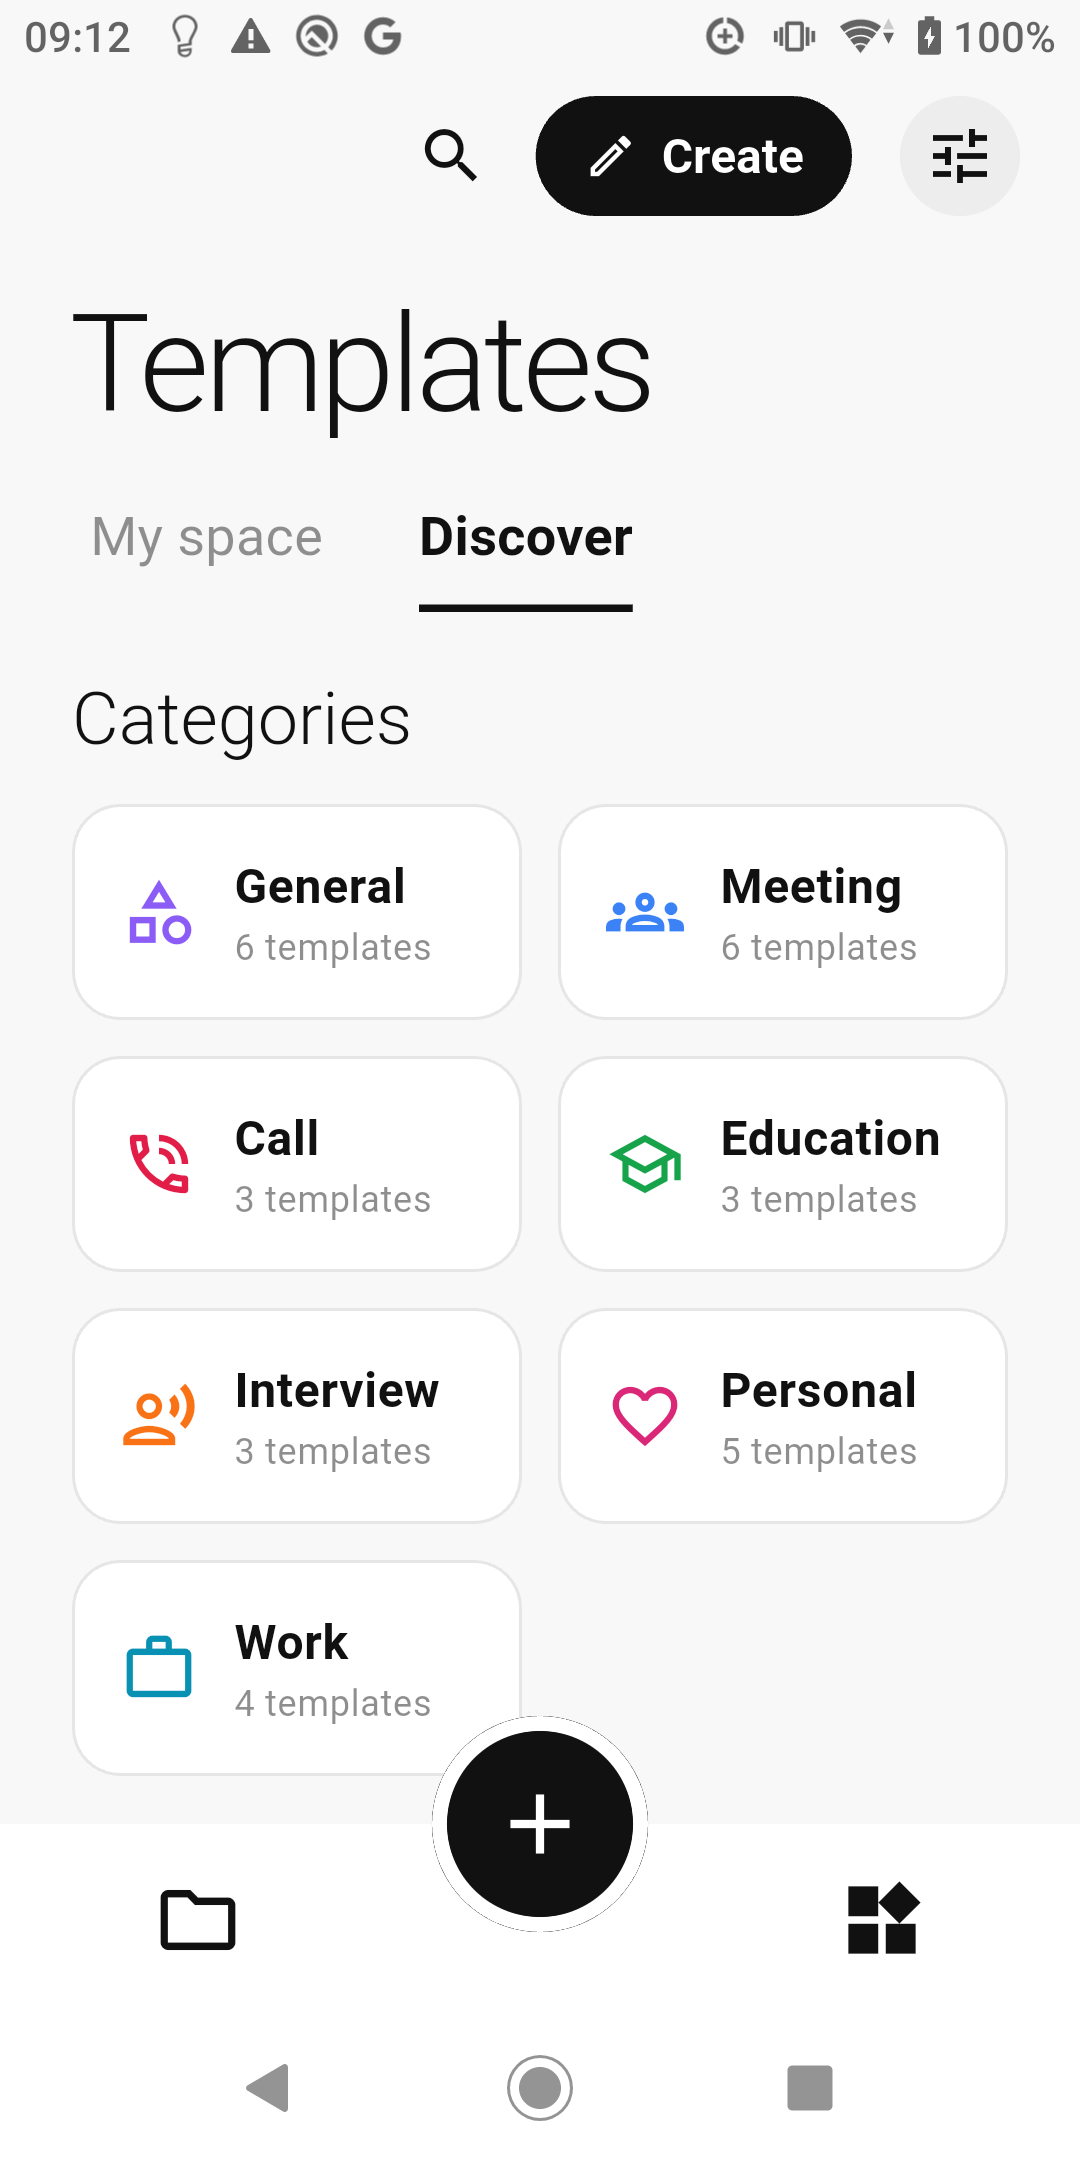 09:12 100%
Create
Templates
My space Discover
Categories
General
6 templates
Meeting
6 templates
Call
3 templates
Education
3 templates
Interview
3 templates
Personal
5 templates
Work
4 templates